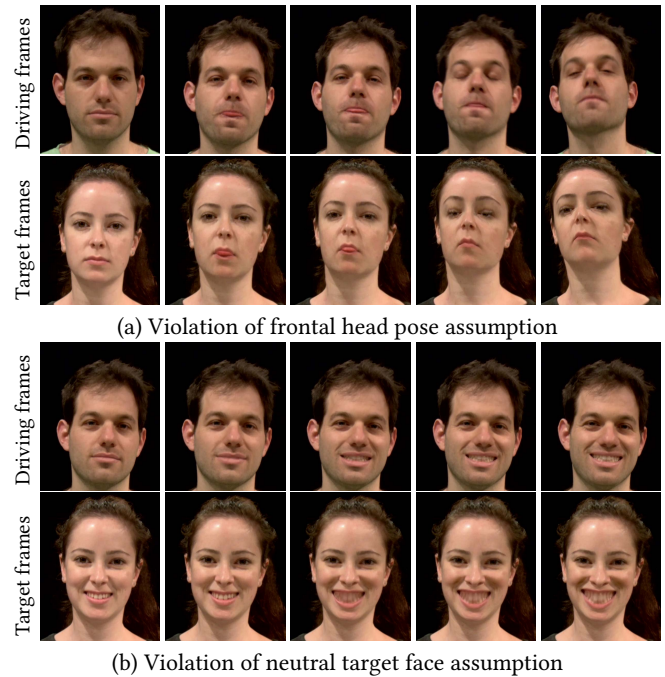 Driving frames
Target frames
(a) Violation of frontal head pose assumption
Driving frames
Target frames
(b) Violation of neutral target face assumption